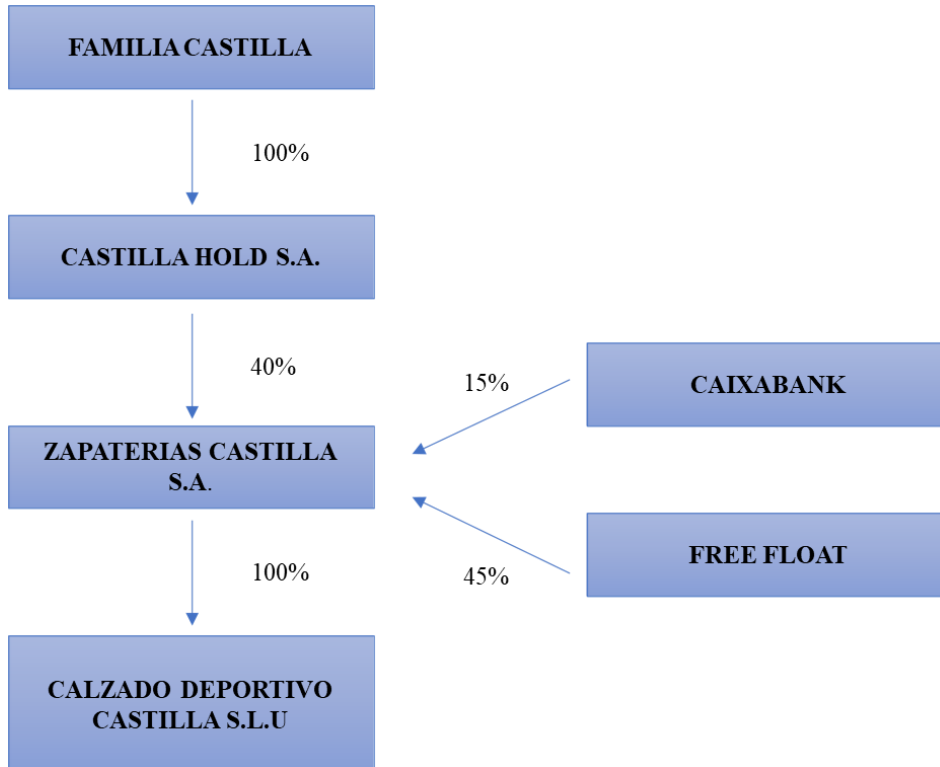 FAMILIA CASTILLA
100%
CASTILLA HOLD S.A.
40%
15%
CAIXABANK
ZAPATERIAS CASTILLA
S.A.
FREE FLOAT
100%
45%
CALZADO DEPORTIVO
CASTILLA S.L.U